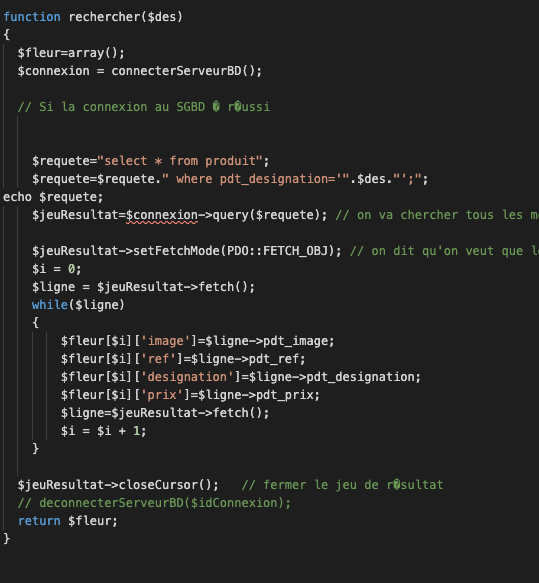 function rechercher($des)
{
$fleur=array();
$connexion = connecterServeurBD();
// Si la connexion au SGBD � r�ussi
$requete="select * from produit";
$requete=$requete." where pdt_designation='".$des."';";
echo $requete;
$jeuResultat=$connexion->query($requete); // on va chercher tous les m
$jeuResultat->setFetchMode(PDO::FETCH_OBJ); // on dit qu'on veut que l
$i = 0;
$ligne = $jeuResultat->fetch();
while($ligne)
{
$fleur[$i]['image']=$ligne->pdt_image;
$fleur[$i]['ref']=$ligne->pdt_ref;
$fleur[$i]['designation']=$ligne->pdt_designation;
$fleur[$i]['prix']=$ligne->pdt_prix;
$ligne=$jeuResultat->fetch();
$i = $i + 1;
}
$jeuResultat->closeCursor(); // fermer le jeu de r�sultat
// deconnecterServeurBD($idConnexion);
return $fleur;
}